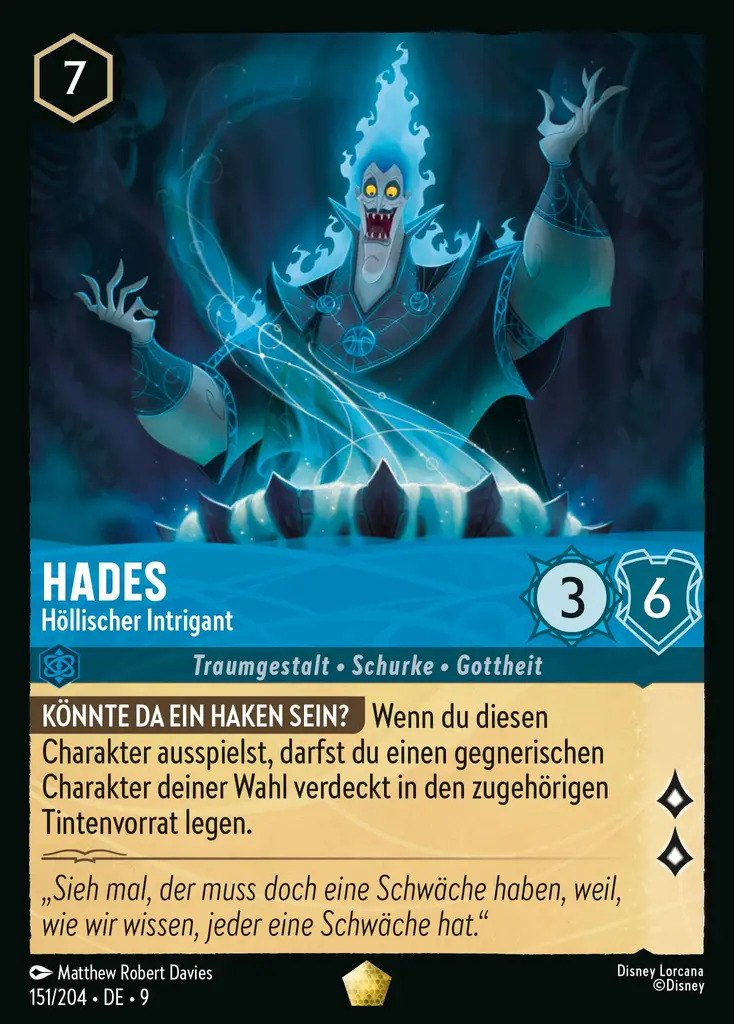 7
HADES
Höllischer Intrigant
3
6
Traumgestalt • Schurke • Gottheit
KÖNNTE DA EIN HAKEN SEIN? Wenn du diesen
Charakter ausspielst, darfst du einen gegnerischen
Charakter deiner Wahl verdeckt in den zugehörigen
Tintenvorrat legen.
„Sieh mal, der muss doch eine Schwäche haben, weil,
wie wir wissen, jeder eine Schwäche hat.“
Matthew Robert Davies
151/204 • DE • 9
Disney Lorcana
©Disney